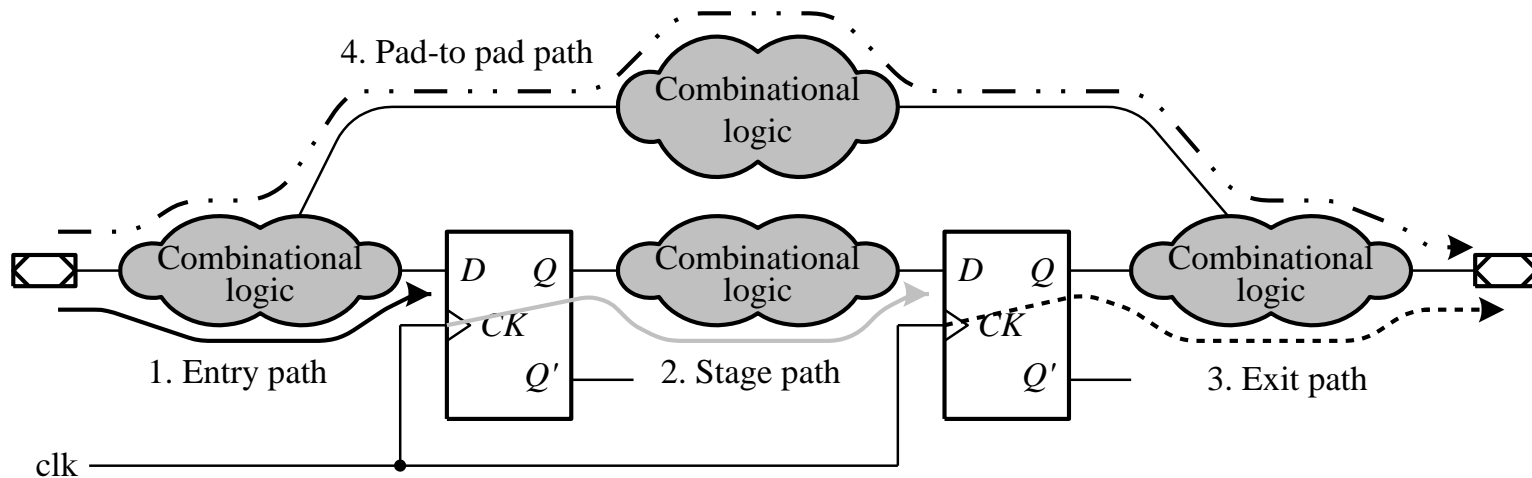 4. Pad-to pad path
Combinational
logic
Combinational
logic
D Q
CK
Q'
Combinational
logic
D Q
CK
Q'
Combinational
logic
1. Entry path
2. Stage path
3. Exit path
clk